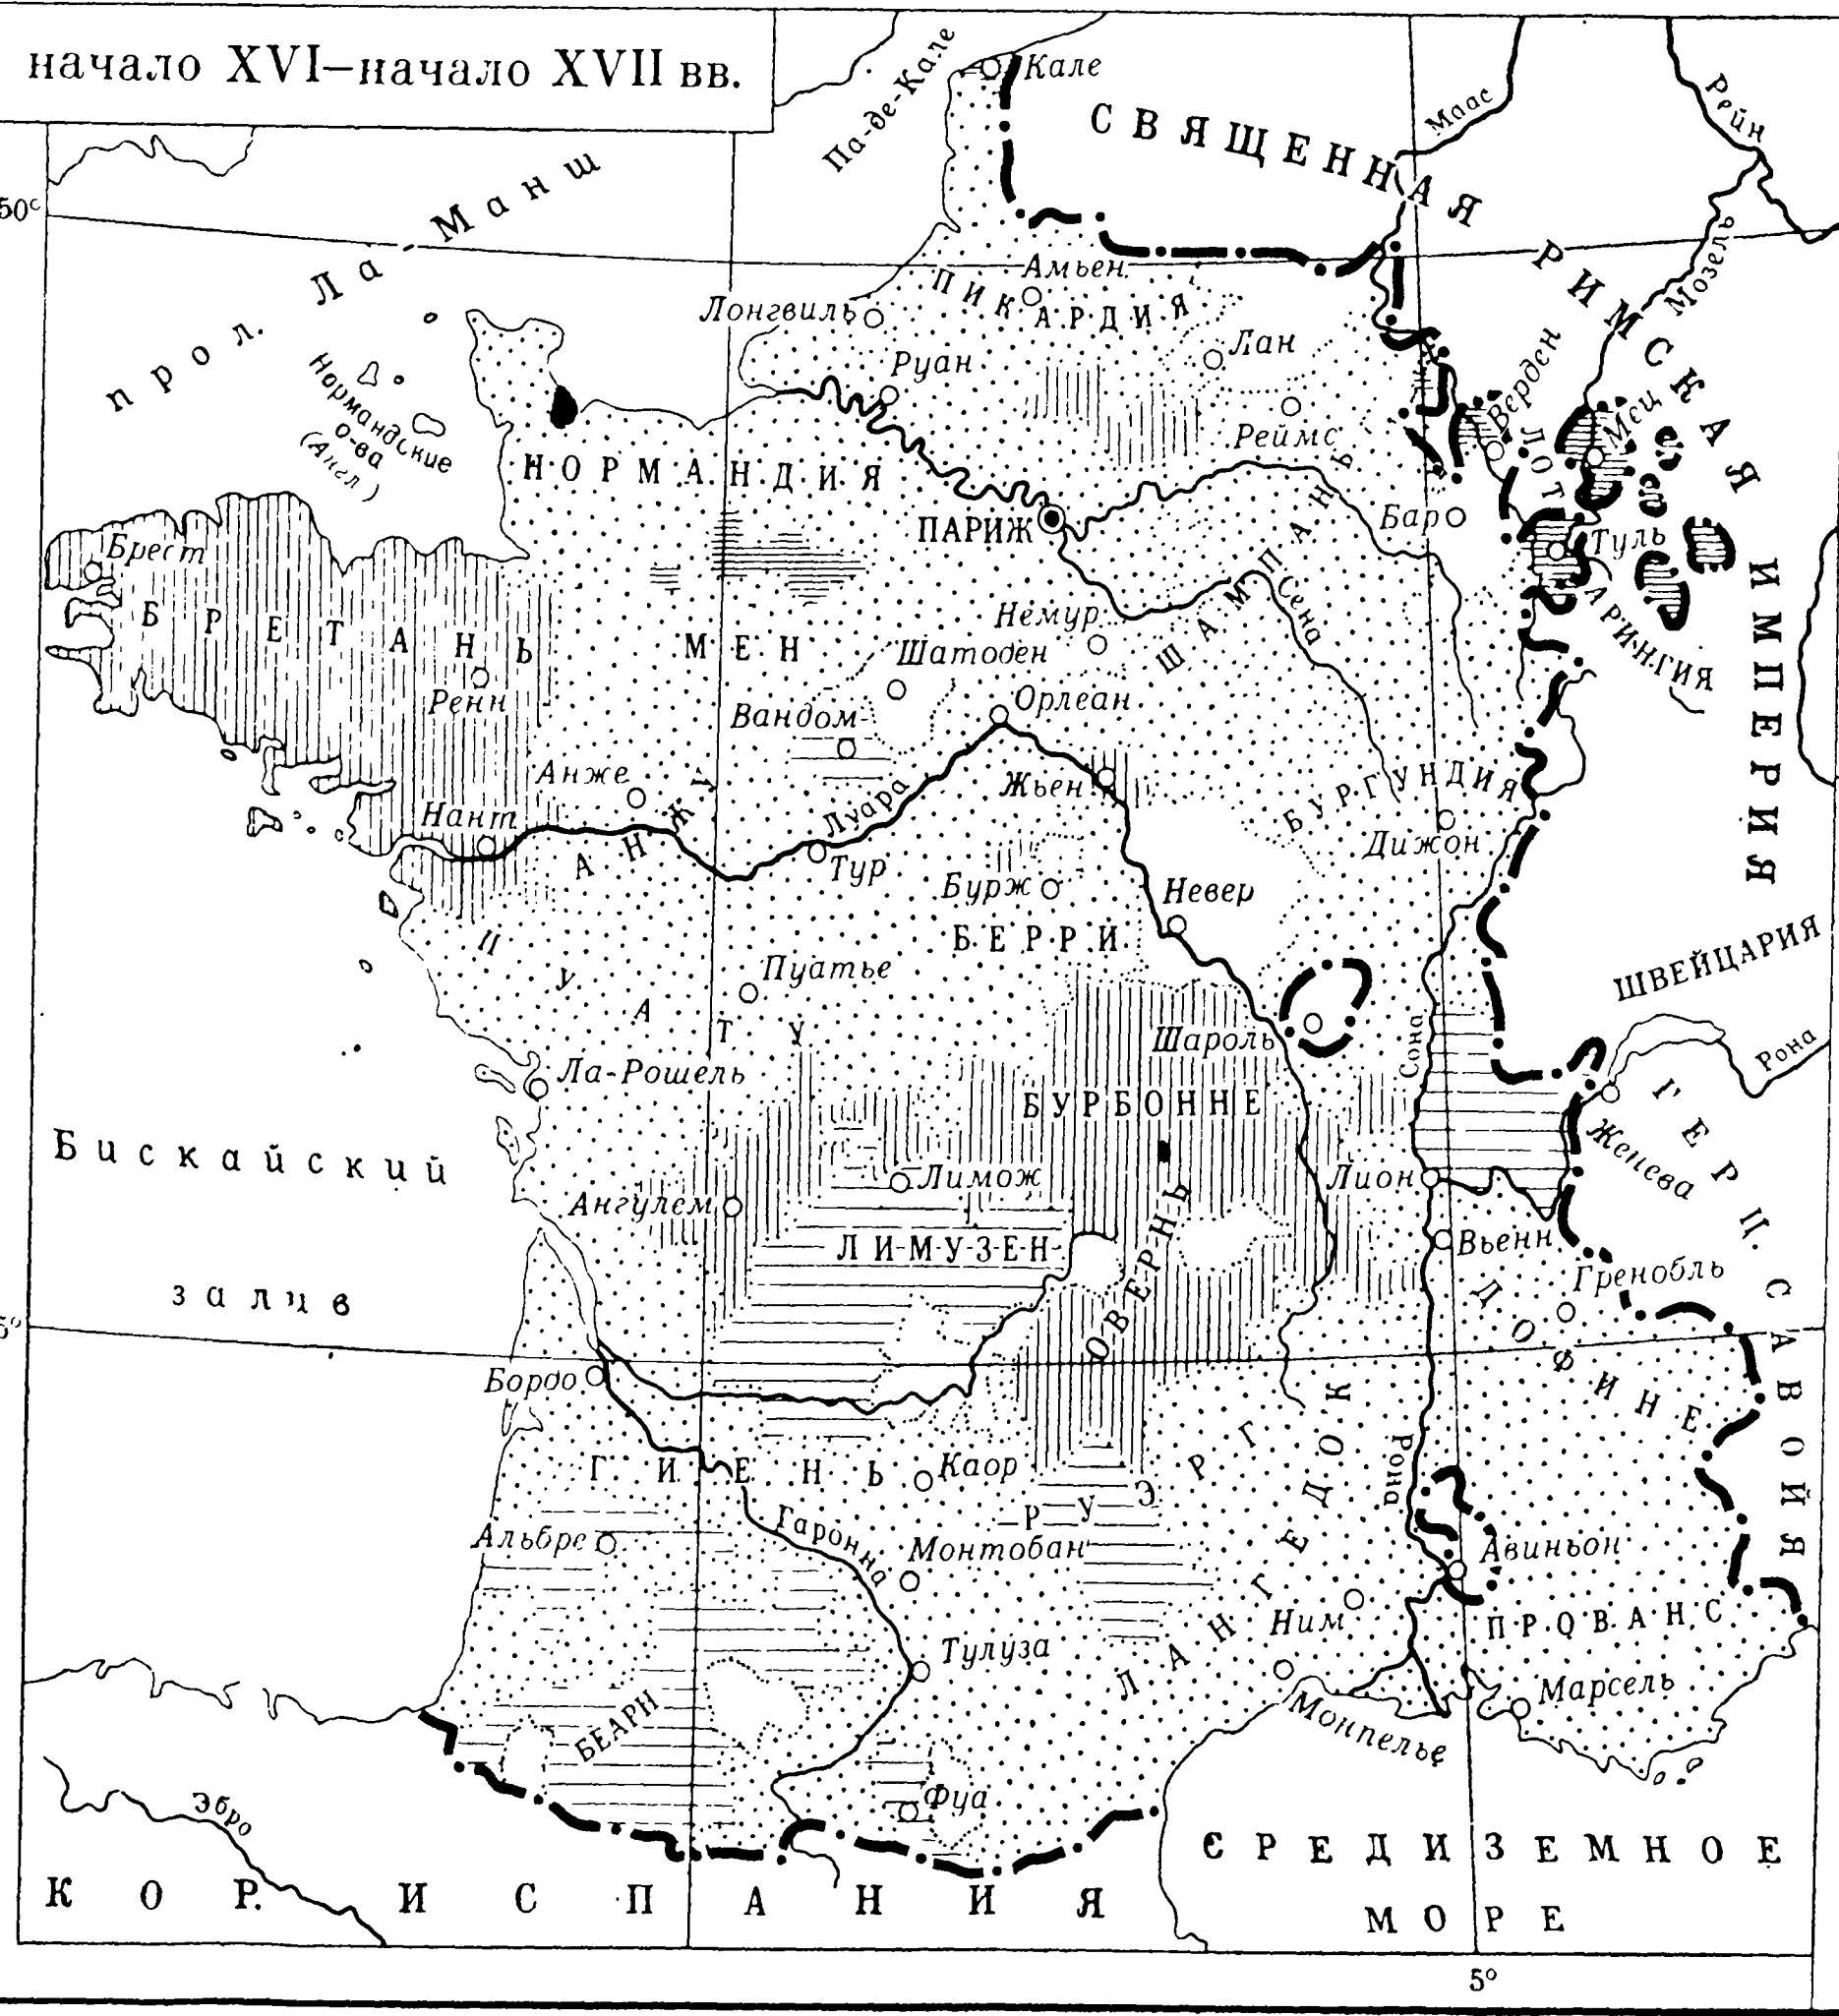 начало XVI–начало XVII вв.
Па-де-Кале
Кале
СВЯЩЕННАЯ РИМСКАЯ ИМПЕРИЯ
Маас
Рейн
Мозель
50°
прол. Ла-Манш
Нормандские
о-ва
(Англ)
Амьен
ПИКАРДИЯ
Лонгвиль
Руан
Лан
Реймс
Верден
Мец
ЛОТАРИНГИЯ
Туль
Бар
НОРМАНДИЯ
ПАРИЖ
ШАМПАНЬ
Сена
Брест
БРЕТАНЬ
Ренн
МЕН
Немур
Шатоден
Орлеан
Вандом
Анже
АНЖУ
Нант
Луара
Тур
Жьен
БУРГУНДИЯ
Дижон
Бурж
БЕРРИ
Невер
ПУАТУ
Пуатье
ШВЕЙЦАРИЯ
Шароль
Сона
Рона
Ла-Рошель
БУРБОННЕ
Женева
ГЕРЦ. САВОЙЯ
Бискайский
залив
Лимож
Ангулем
Лион
ЛИМУЗЕН
ОВЕРНЬ
Вьенн
Гренобль
ДОФИНЕ
5°
Бордо
ГИЕНЬ
Каор
РУЭРГ
Рона
ЛАНГЕДОК
Альбре
Гаронна
Монтобан
Авиньон
Ним
ПРОВАНС
Тулуза
Марсель
Монпелье
БЕАРН
Фуа
Эбро
КОР. ИСПАНИЯ
СРЕДИЗЕМНОЕ
МОРЕ
5°